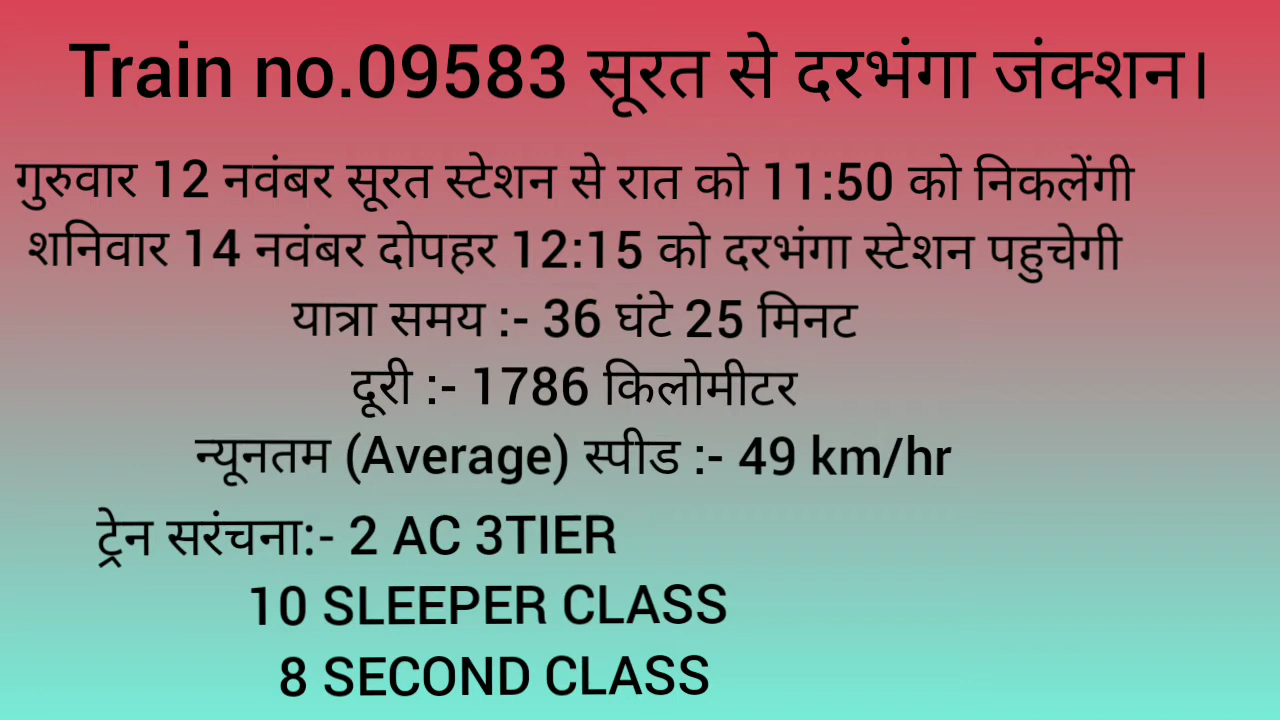 Train no.09583 सूरत से दरभंगा जंक्शन।
गुरुवार 12 नवंबर सूरत स्टेशन से रात को 11:50 को निकलेंगी
शनिवार 14 नवंबर दोपहर 12:15 को दरभंगा स्टेशन पहुचेगी
यात्रा समय :- 36 घंटे 25 मिनट
दूरी :- 1786 किलोमीटर
न्यूनतम (Average) स्पीड :- 49 km/hr
ट्रेन सरंचना:- 2 AC 3TIER
10 SLEEPER CLASS
8 SECOND CLASS